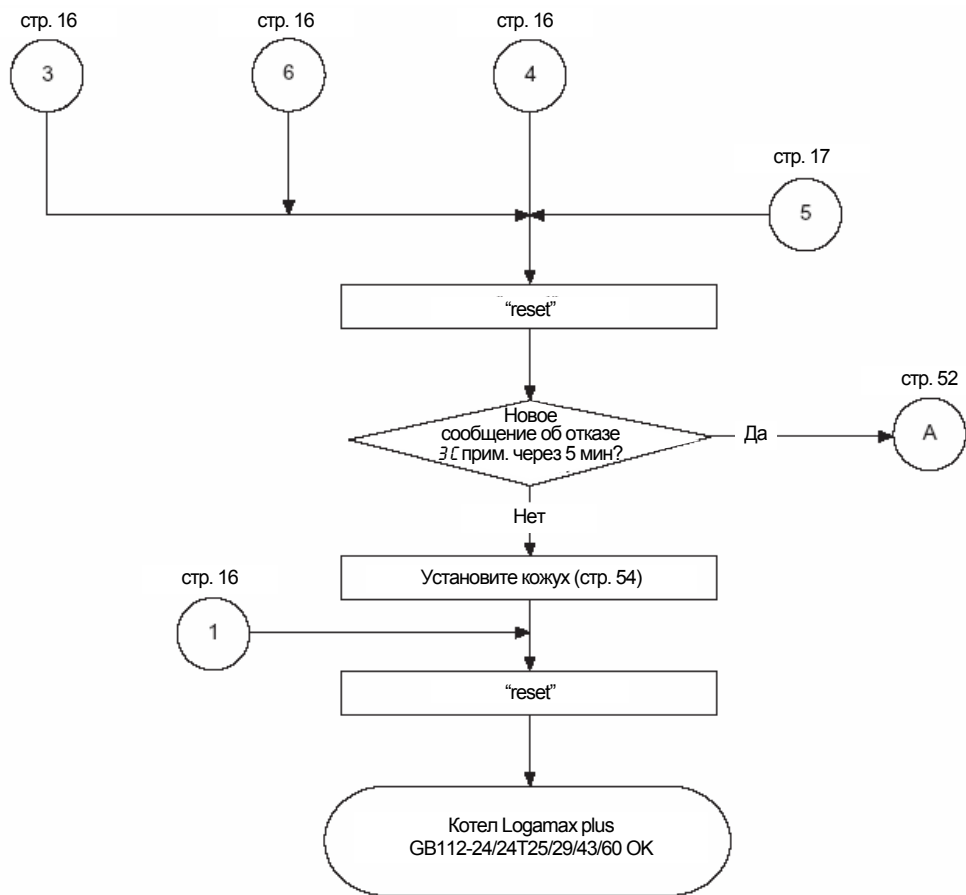 стр. 16
стр. 16
стр. 16
3
6
4
стр. 17
5
“reset”
стр. 52
Новое
сообщение об отказе
3C прим. через 5 мин?
Да
A
Нет
Установите кожух (стр. 54)
стр. 16
1
“reset”
Котел Logamax plus
GB112-24/24T25/29/43/60 OK